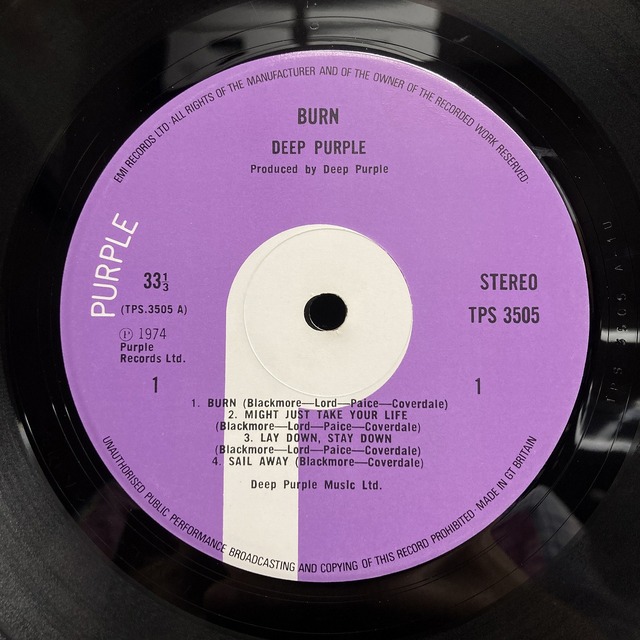 EMI RECORDS LTD·ALL RIGHTS OF THE MANUFACTURER AND OF THE OWNER OF THE RECORDED WORK RESERVED·
BURN
DEEP PURPLE
Produced by Deep Purple
PURPLE
33⅓
(TPS.3505 A)
℗ 1974
Purple
Records Ltd.
1
STEREO
TPS 3505
1
1. BURN (Blackmore—Lord—Paice—Coverdale)
2. MIGHT JUST TAKE YOUR LIFE
(Blackmore—Lord—Paice—Coverdale)
3. LAY DOWN, STAY DOWN
(Blackmore—Lord—Paice—Coverdale)
4. SAIL AWAY (Blackmore—Coverdale)
Deep Purple Music Ltd.
UNAUTHORISED PUBLIC PERFORMANCE BROADCASTING AND COPYING OF THIS RECORD PROHIBITED·MADE IN GT BRITAIN